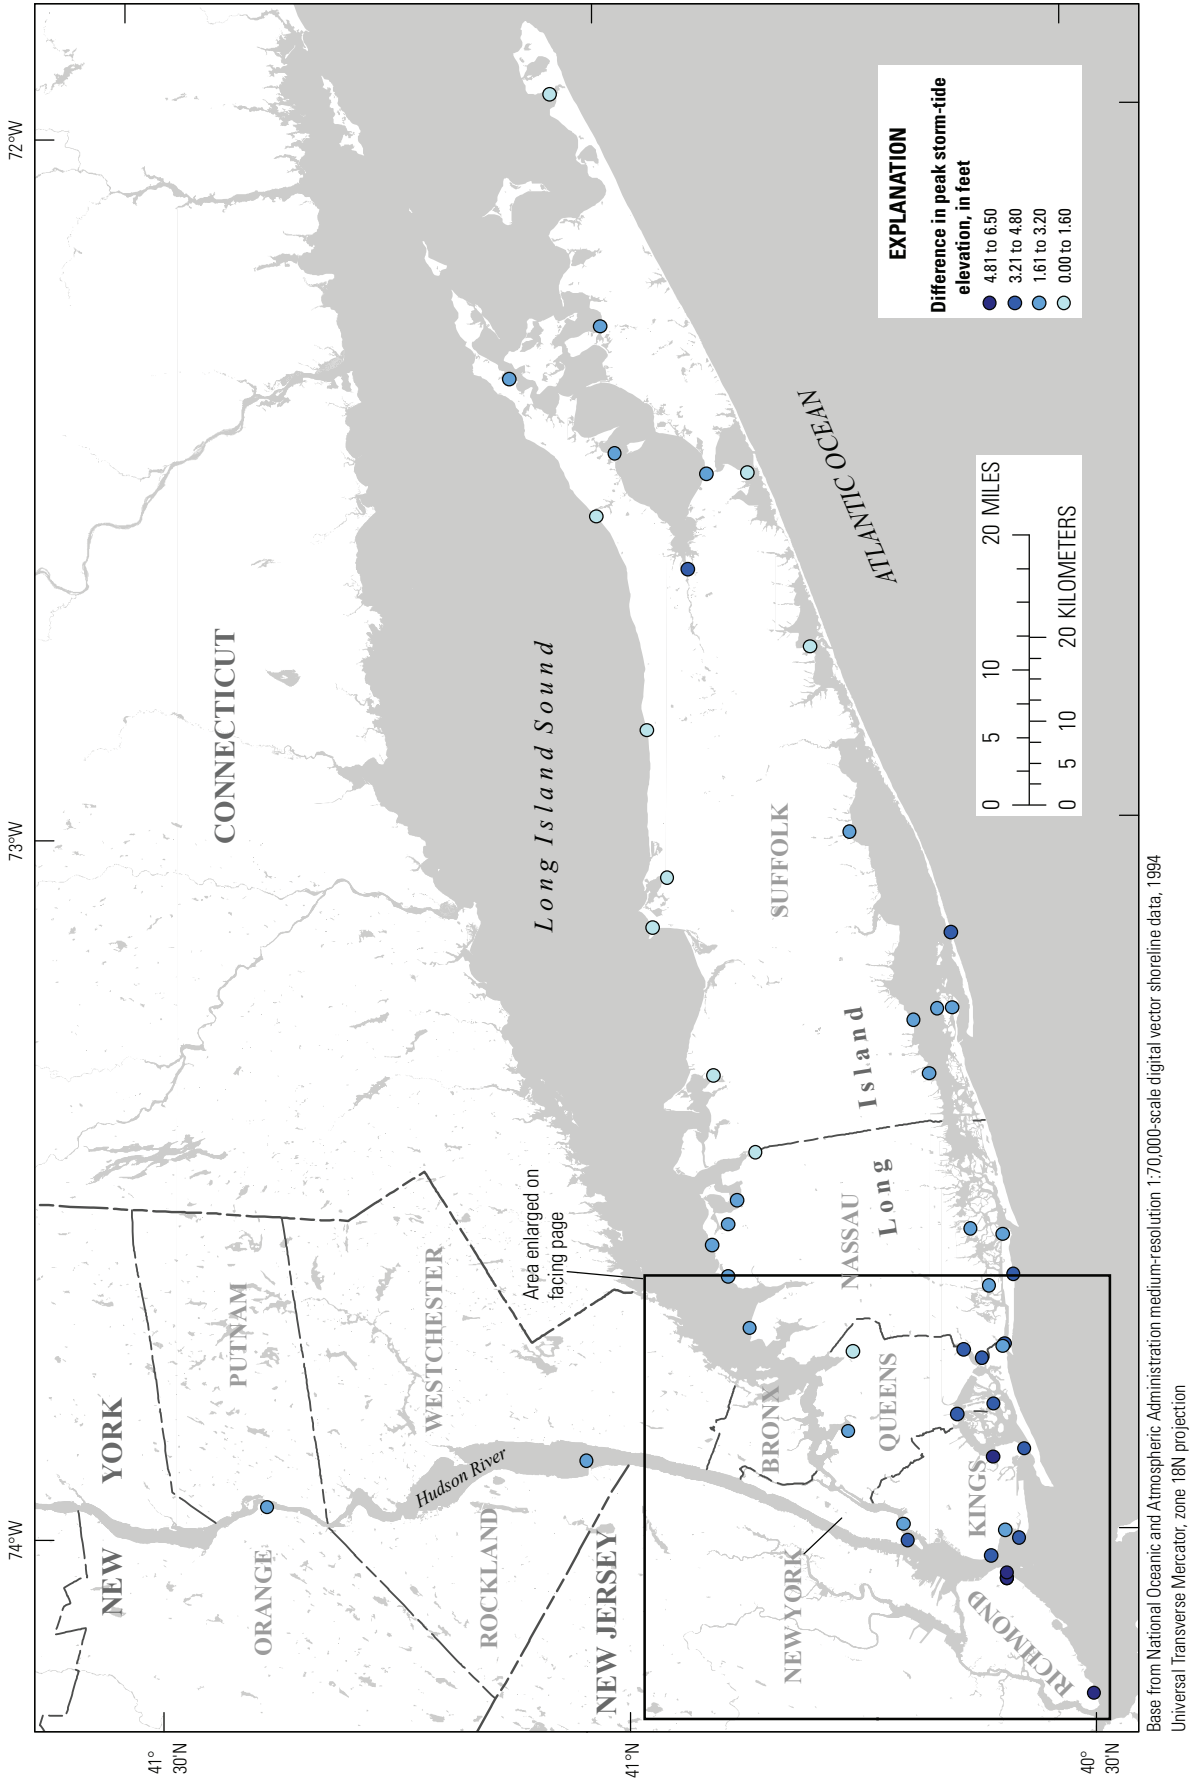 72°W
73°W
74°W
41°
30'N
41°N
40°
30'N
CONNECTICUT
NEW YORK
PUTNAM
WESTCHESTER
ORANGE
ROCKLAND
NEW JERSEY
Hudson River
Long Island Sound
Area enlarged on
facing page
BRONX
QUEENS
NASSAU
SUFFOLK
Long Island
NEW YORK
KINGS
RICHMOND
ATLANTIC OCEAN
EXPLANATION
Difference in peak storm-tide
elevation, in feet
4.81 to 6.50
3.21 to 4.80
1.61 to 3.20
0.00 to 1.60
0 5 10 20 MILES
0 5 10 20 KILOMETERS
Base from National Oceanic and Atmospheric Administration medium-resolution 1:70,000-scale digital vector shoreline data, 1994
Universal Transverse Mercator, zone 18N projection